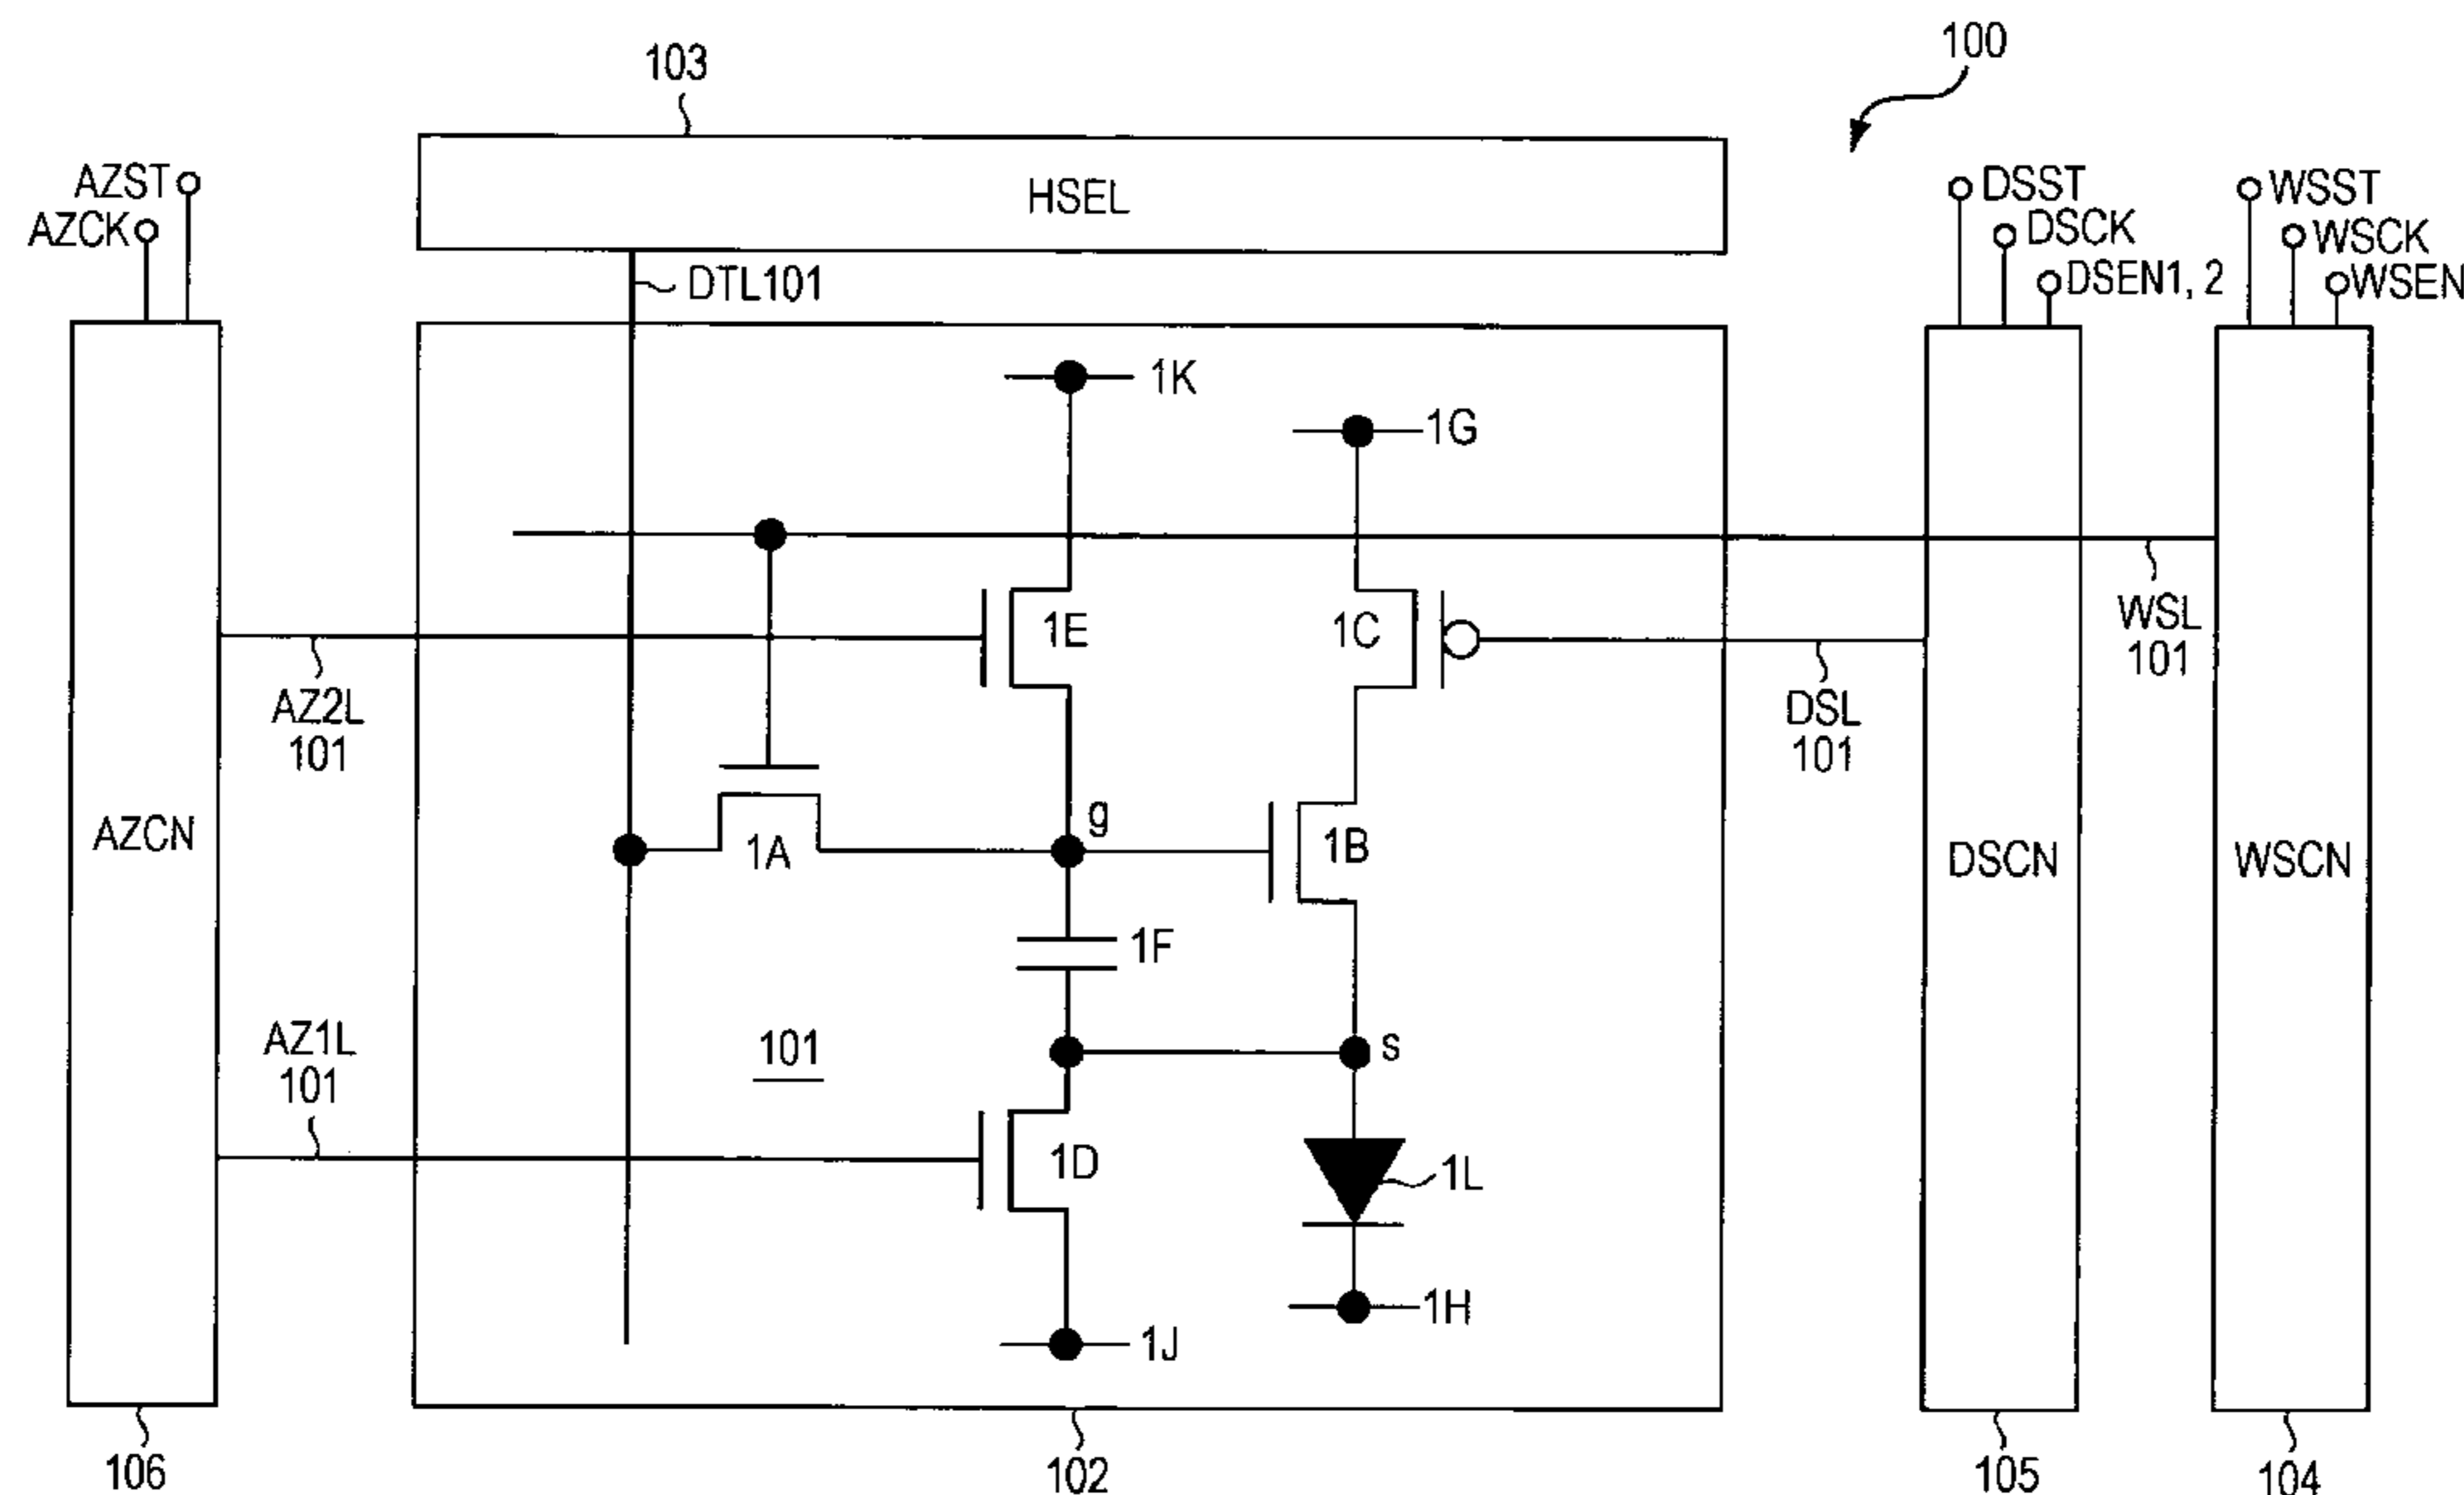 100
103
HSEL
AZST
AZCK
DTL101
DSST
DSCK
DSEN1, 2
WSST
WSCK
WSEN
1K
1G
1E
1C
WSL
101
AZ2L
101
DSL
101
g
1A
1B
AZCN
DSCN
WSCN
1F
AZ1L
101
101
s
1D
1L
1H
1J
106
102
105
104